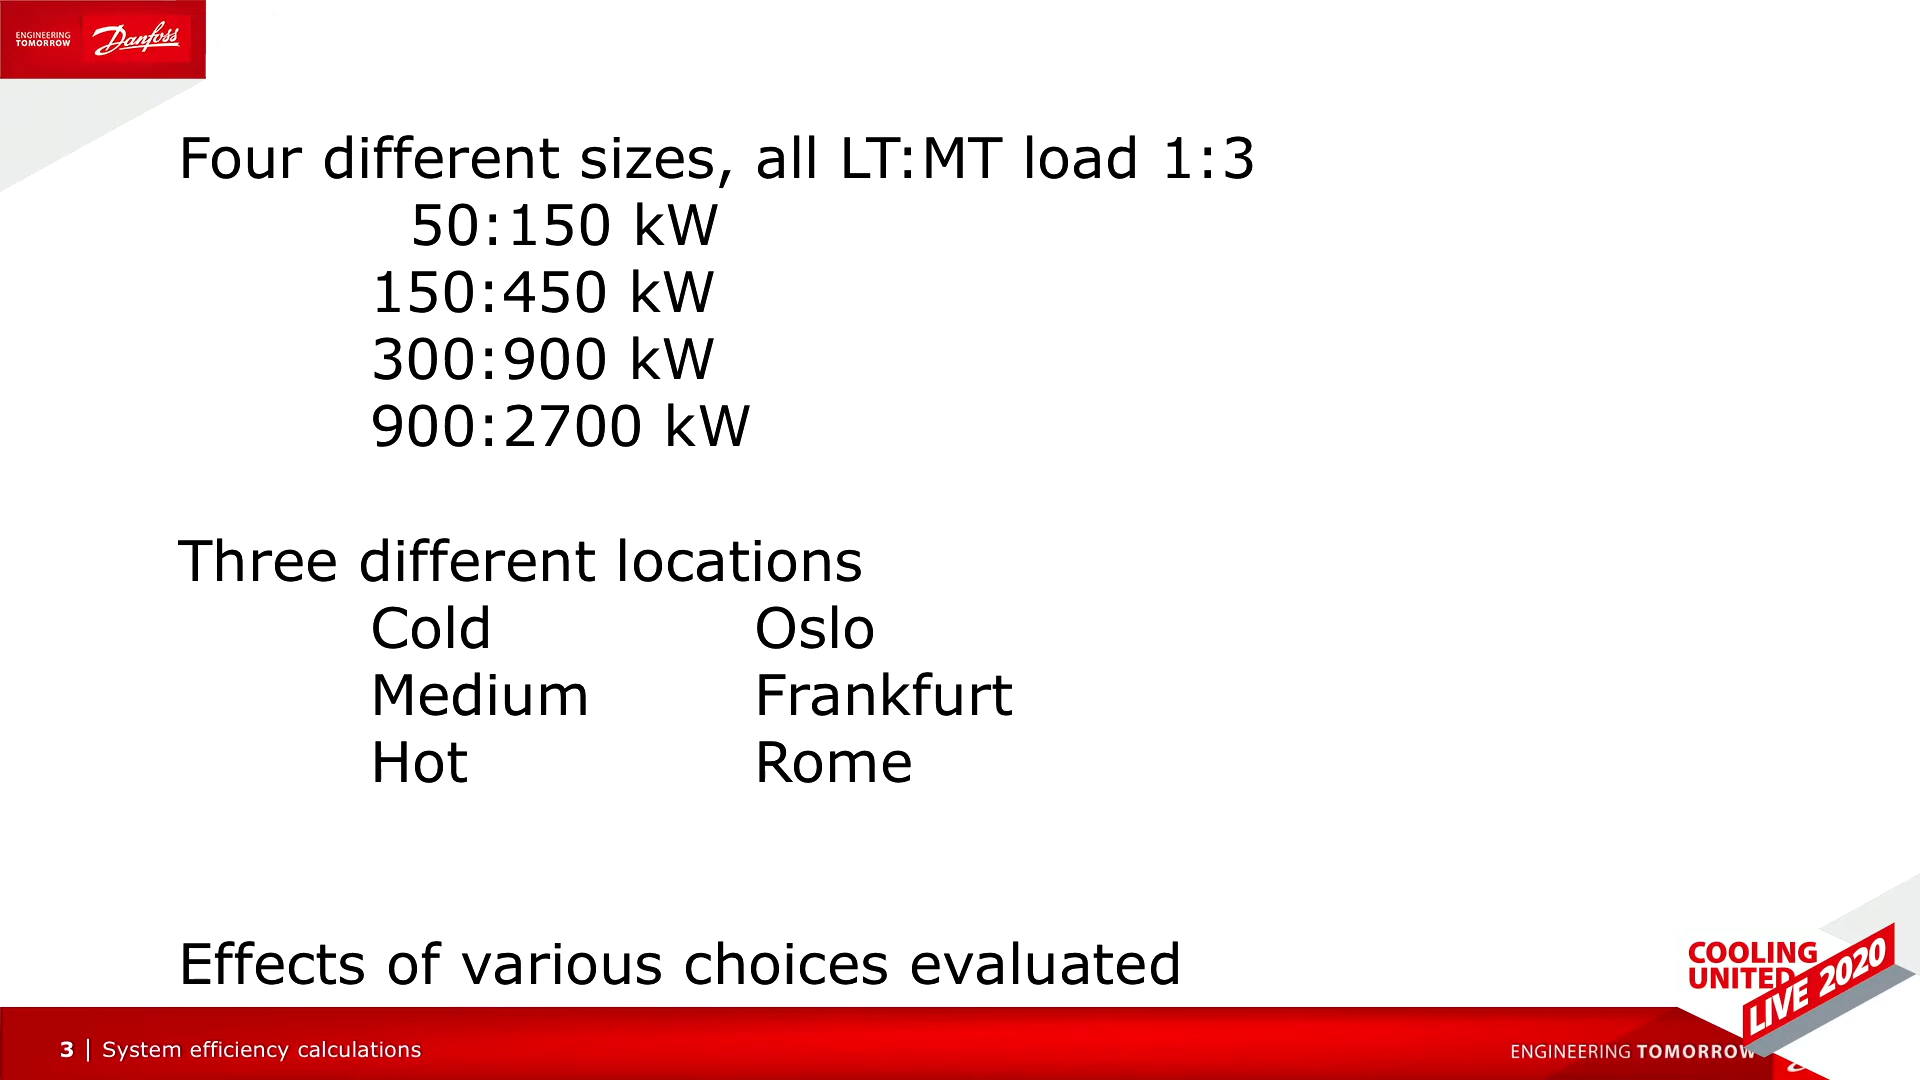 ENGINEERING
TOMORROW
Danfoss
Four different sizes, all LT:MT load 1:3
50:150 kW
150:450 kW
300:900 kW
900:2700 kW
Three different locations
Cold Oslo
Medium Frankfurt
Hot Rome
Effects of various choices evaluated
COOLING
UNITED
LIVE 2020
3 | System efficiency calculations
ENGINEERING TOMORROW